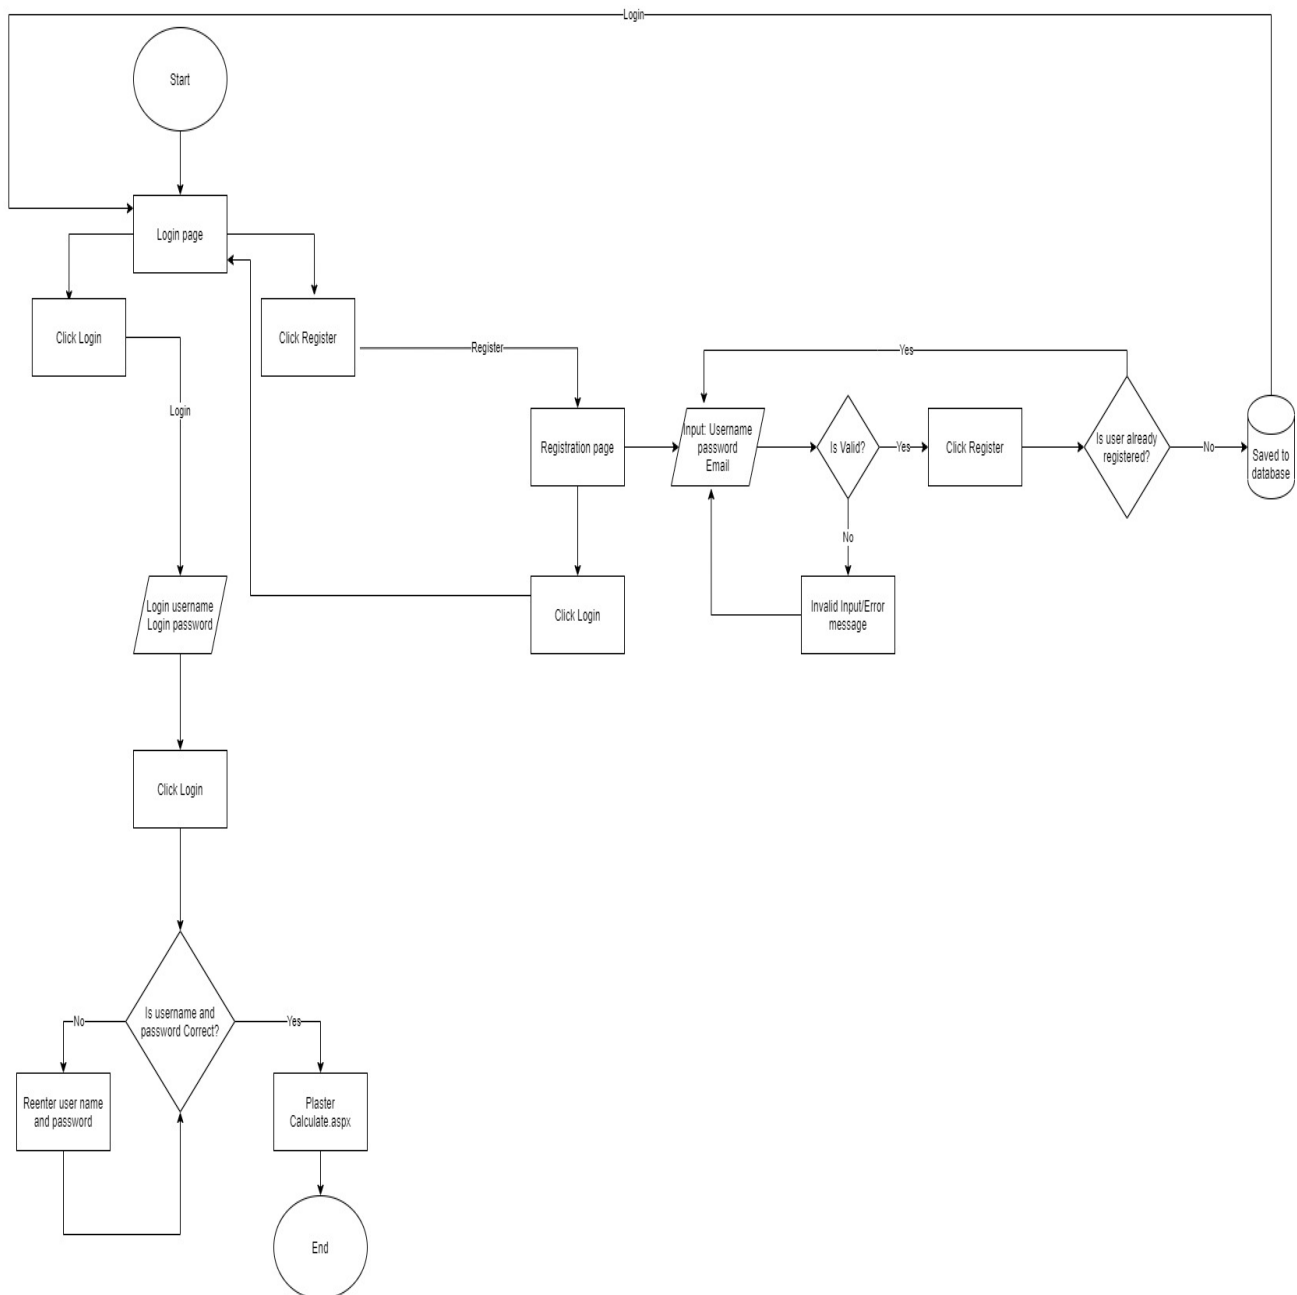 Login
Start
Login page
Click Login
Click Register
Register
Yes
Login
Registration page
Input: Username
password
Email
Is Valid?
Yes
Click Register
Is user already
registered?
No
Saved to
database
No
Login username
Login password
Click Login
Invalid Input/Error
message
Click Login
Is username and
password Correct?
No
Yes
Reenter user name
and password
Plaster
Calculate.aspx
End